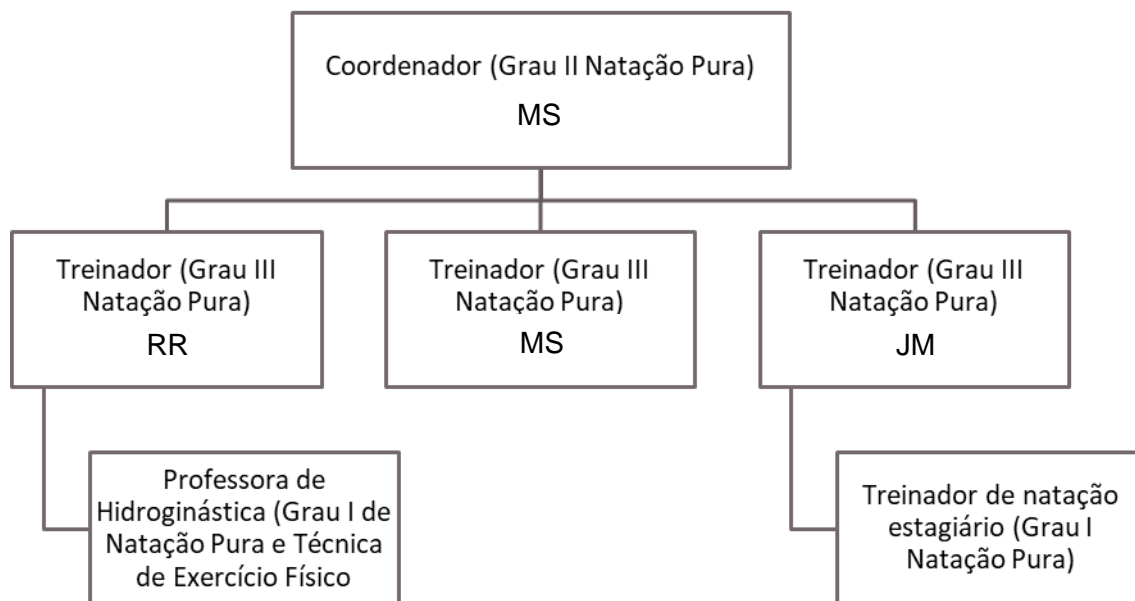 Coordenador (Grau II Natação Pura)
MS
Treinador (Grau III
Natação Pura)
RR
Treinador (Grau III
Natação Pura)
MS
Treinador (Grau III
Natação Pura)
JM
Professora de
Hidroginástica (Grau I de
Natação Pura e Técnica
de Exercício Físico
Treinador de natação
estagiário (Grau I
Natação Pura)